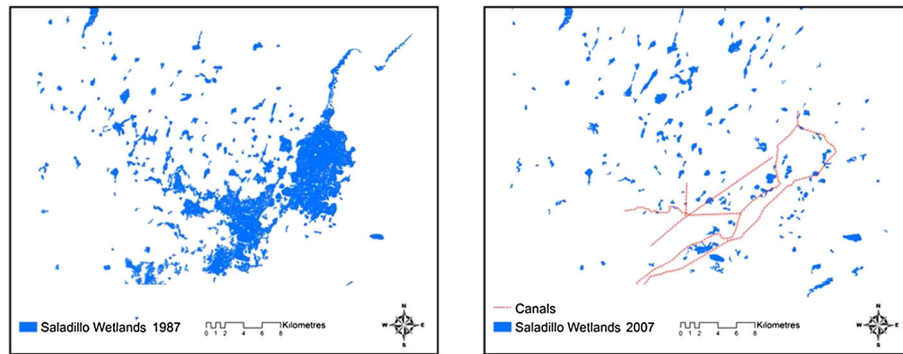 Saladillo Wetlands 1987
Kilometres
0 1 2 4 6 8
N
W E
S
Canals
Saladillo Wetlands 2007
Kilometres
0 1 2 4 6 8
N
W E
S